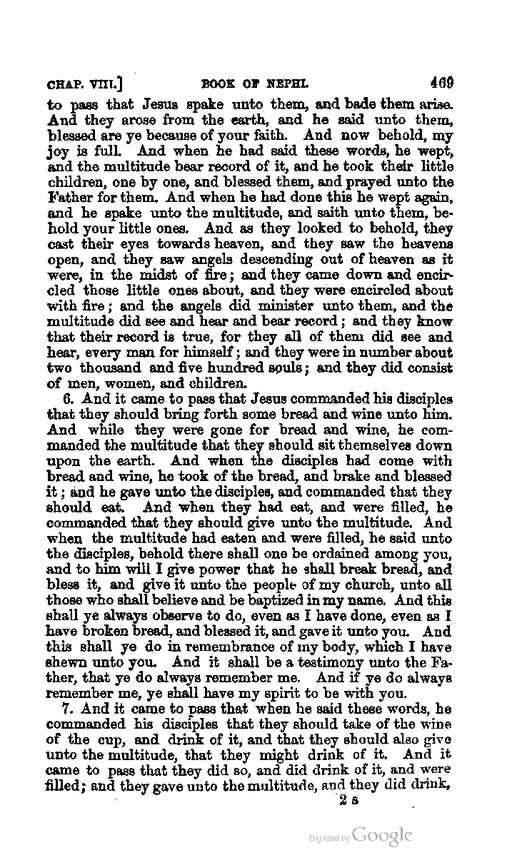 CHAP. VIII.] BOOK OF NEPHI. 469
to pass that Jesus spake unto them, and bade them arise.
And they arose from the earth, and he said unto them,
blessed are ye because of your faith. And now behold, my
joy is full. And when he had said these words, he wept,
and the multitude bear record of it, and he took their little
children, one by one, and blessed them, and prayed unto the
Father for them. And when he had done this he wept again,
and he spake unto the multitude, and saith unto them, be-
hold your little ones. And as they looked to behold, they
cast their eyes towards heaven, and they saw the heavens
open, and they saw angels descending out of heaven as it
were, in the midst of fire; and they came down and encir-
cled those little ones about, and they were encircled about
with fire; and the angels did minister unto them, and the
multitude did see and hear and bear record; and they know
that their record is true, for they all of them did see and
hear, every man for himself; and they were in number about
two thousand and five hundred souls; and they did consist
of men, women, and children.
6. And it came to pass that Jesus commanded his disciples
that they should bring forth some bread and wine unto him.
And while they were gone for bread and wine, he com-
manded the multitude that they should sit themselves down
upon the earth. And when the disciples had come with
bread and wine, he took of the bread, and brake and blessed
it; and he gave unto the disciples, and commanded that they
should eat. And when they had eat, and were filled, he
commanded that they should give unto the multitude. And
when the multitude had eaten and were filled, he said unto
the disciples, behold there shall one be ordained among you,
and to him will I give power that he shall break bread, and
bless it, and give it unto the people of my church, unto all
those who shall believe and be baptized in my name. And this
shall ye always observe to do, even as I have done, even as I
have broken bread, and blessed it, and gave it unto you. And
this shall ye do in remembrance of my body, which I have
shewn unto you. And it shall be a testimony unto the Fa-
ther, that ye do always remember me. And if ye do always
remember me, ye shall have my spirit to be with you.
7. And it came to pass that when he said these words, he
commanded his disciples that they should take of the wine
of the cup, and drink of it, and that they should also give
unto the multitude, that they might drink of it. And it
came to pass that they did so, and did drink of it, and were
filled; and they gave unto the multitude, and they did drink,
2 s
Digitized by Google